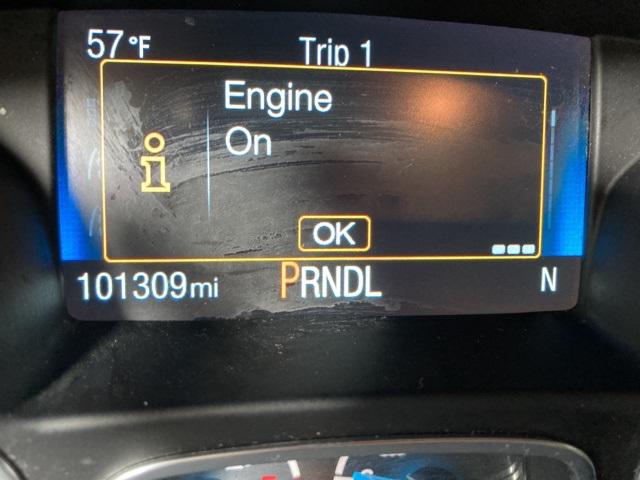 57°F Trip 1
Engine
On
i
OK
101309mi PRNDL N